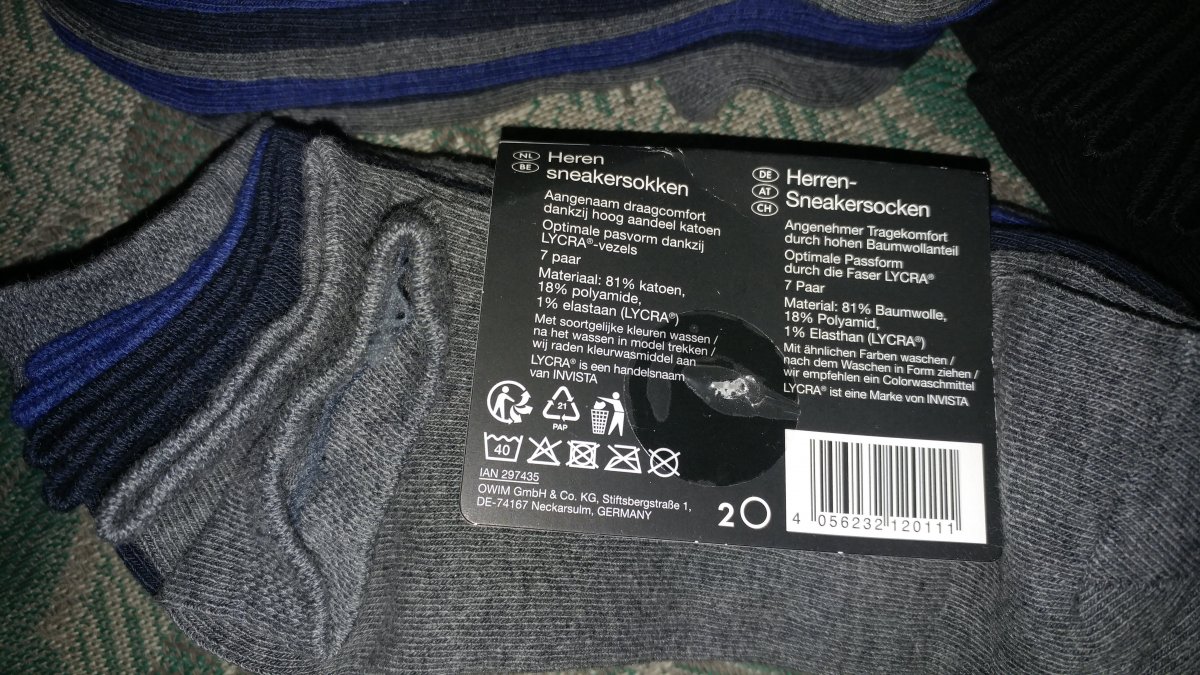 NL
BE
Heren
sneakersokken
Aangenaam draagcomfort
dankzij hoog aandeel katoen
Optimale pasvorm dankzij
LYCRA®-vezels
7 paar
Materiaal: 81% katoen,
18% polyamide,
1% elastaan (LYCRA®)
Met soortgelijke kleuren wassen /
na het wassen in model trekken /
wij raden kleurwasmiddel aan
LYCRA® is een handelsnaam
van INVISTA
21
PAP
40
IAN 297435
OWIM GmbH & Co. KG, Stiftsbergstraße 1,
DE-74167 Neckarsulm, GERMANY
DE
AT
CH
Herren-
Sneakersocken
Angenehmer Tragekomfort
durch hohen Baumwollanteil
Optimale Passform
durch die Faser LYCRA®
7 Paar
Material: 81% Baumwolle,
18% Polyamid,
1% Elasthan (LYCRA®)
Mit ähnlichen Farben waschen /
nach dem Waschen in Form ziehen /
wir empfehlen ein Colorwaschmittel
LYCRA® ist eine Marke von INVISTA
2
4 056232 120111